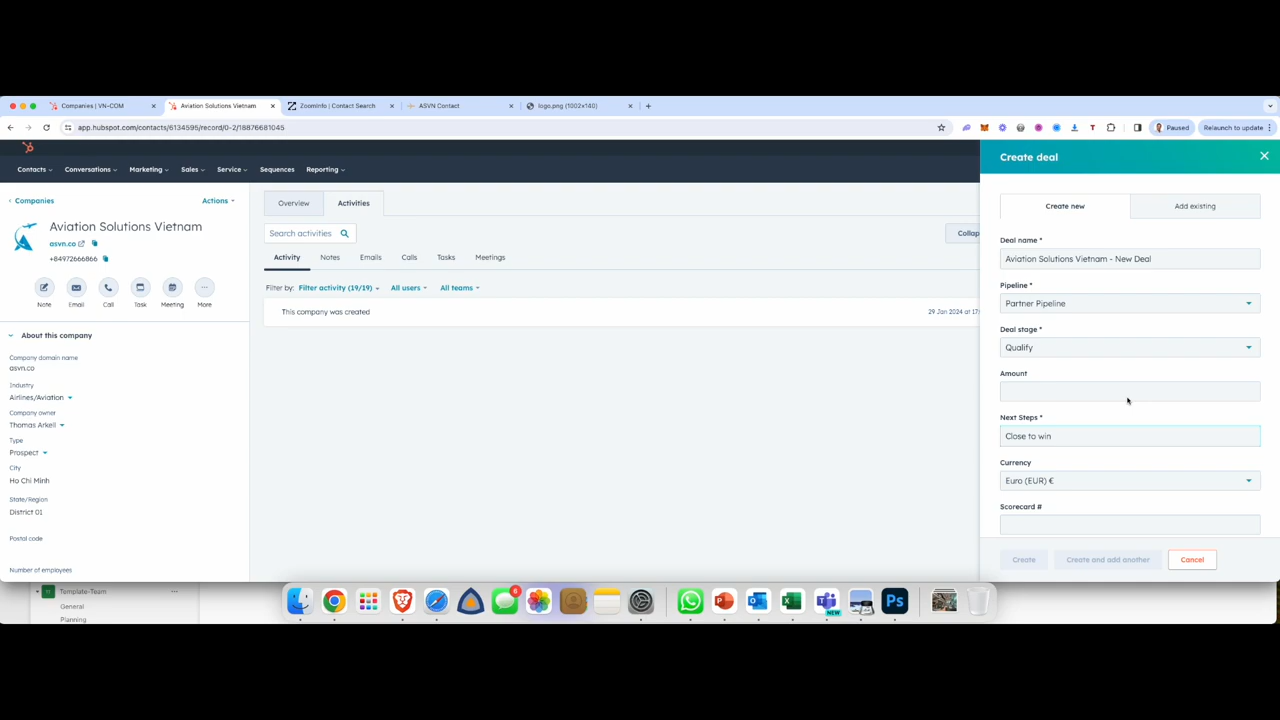 Companies | VN-COM
Aviation Solutions Vietnam
ZoomInfo | Contact Search
ASVN Contact
logo.png (1002×140)
app.hubspot.com/contacts/6134595/record/0-2/18876681045
Paused
Relaunch to update
Contacts
Conversations
Marketing
Sales
Service
Sequences
Reporting
Create deal
Companies
Actions
Aviation Solutions Vietnam
asvn.co
+84972666866
Note
Email
Call
Task
Meeting
More
About this company
Company domain name
asvn.co
Industry
Airlines/Aviation
Company owner
Thomas Arkell
Type
Prospect
City
Ho Chi Minh
State/Region
District 01
Postal code
Number of employees
Overview
Activities
Search activities
Collap
Activity
Notes
Emails
Calls
Tasks
Meetings
Filter by:
Filter activity (19/19)
All users
All teams
This company was created
29 Jan 2024 at 17:
Create new
Add existing
Deal name *
Aviation Solutions Vietnam - New Deal
Pipeline *
Partner Pipeline
Deal stage *
Qualify
Amount
Next Steps *
Close to win
Currency
Euro (EUR) €
Scorecard #
Create
Create and add another
Cancel
Template-Team
General
Planning
NEW